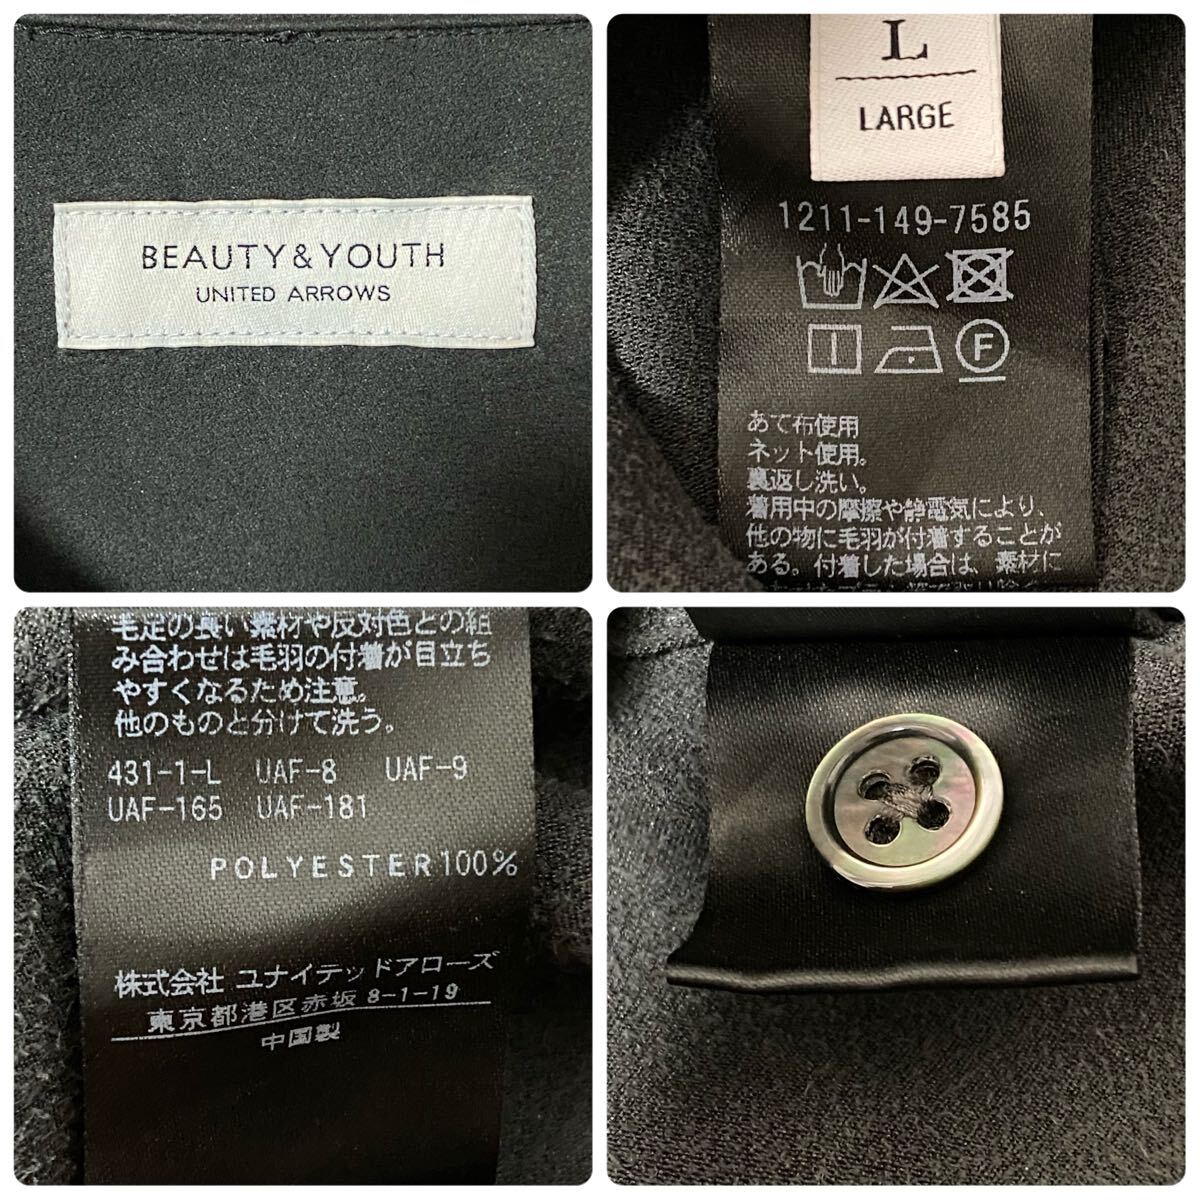 BEAUTY&YOUTH
UNITED ARROWS
L
LARGE
1211-149-7585
F
あて布使用
ネット使用。
裏返し洗い。
着用中の摩擦や静電気により、
他の物に毛羽が付着することが
ある。付着した場合は、素材に
毛足の良い素材や反対色との組
み合わせは毛羽の付着が目立ち
やすくなるため注意。
他のものと分けて洗う。
431-1-L UAF-8 UAF-9
UAF-165 UAF-181
POLYESTER100%
株式会社 ユナイテッドアローズ
東京都港区赤坂 8-1-19
中国製